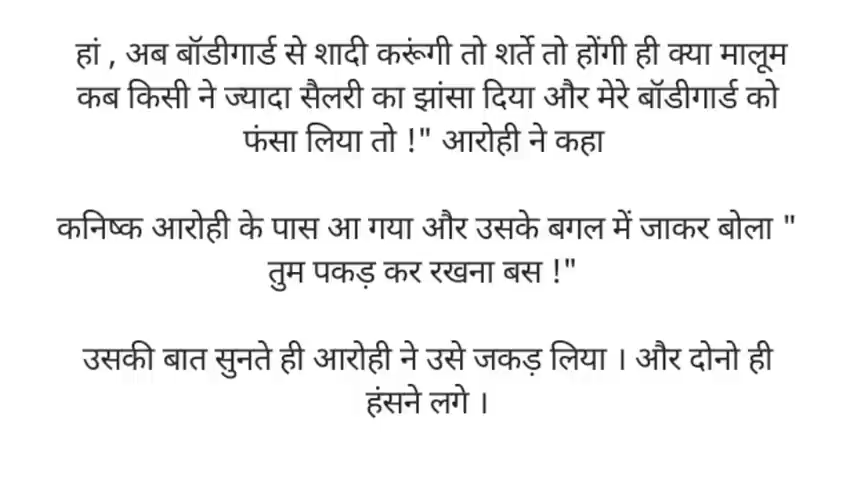 हां , अब बॉडीगार्ड से शादी करूंगी तो शर्ते तो होंगी ही क्या मालूम
कब किसी ने ज्यादा सैलरी का झांसा दिया और मेरे बॉडीगार्ड को
फंसा लिया तो !" आरोही ने कहा
कनिष्क आरोही के पास आ गया और उसके बगल में जाकर बोला "
तुम पकड़ कर रखना बस !"
उसकी बात सुनते ही आरोही ने उसे जकड़ लिया । और दोनो ही
हंसने लगे ।